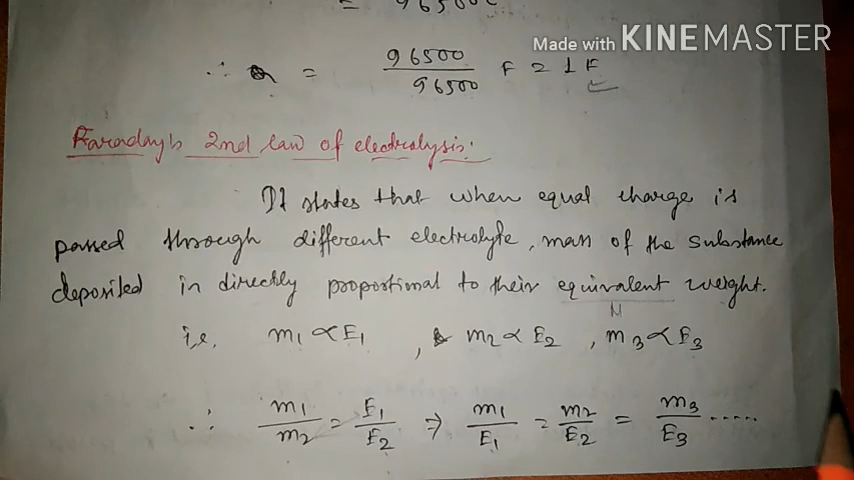 = 96500C
Made with KINEMASTER
∴ = 96500/96500 F = 1 F
Faraday's 2nd law of electrolysis:
It states that when equal charge is
passed through different electrolyte, mass of the substance
deposited is directly proportional to their equivalent weight.
i.e. m1 ∝ E1 , m2 ∝ E2 , m3 ∝ E3
∴ m1/m2 = E1/E2 ⇒ m1/E1 = m2/E2 = m3/E3 .....